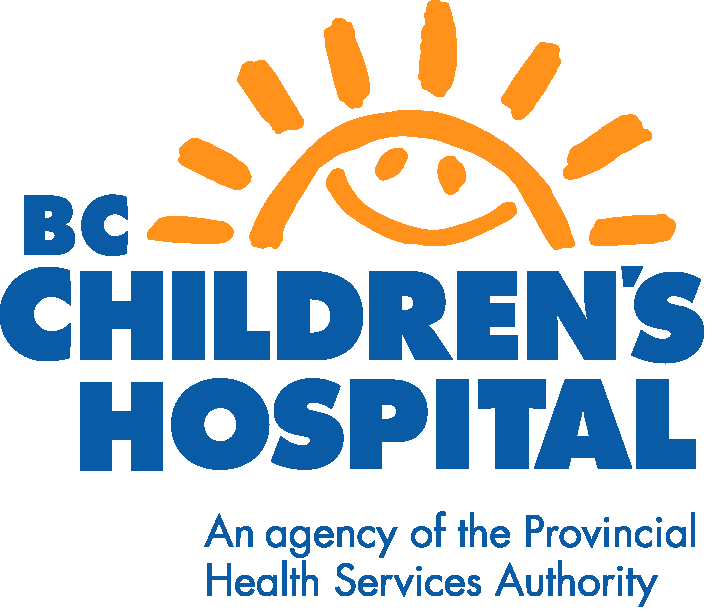 BC
CHILDREN'S
HOSPITAL
An agency of the Provincial
Health Services Authority